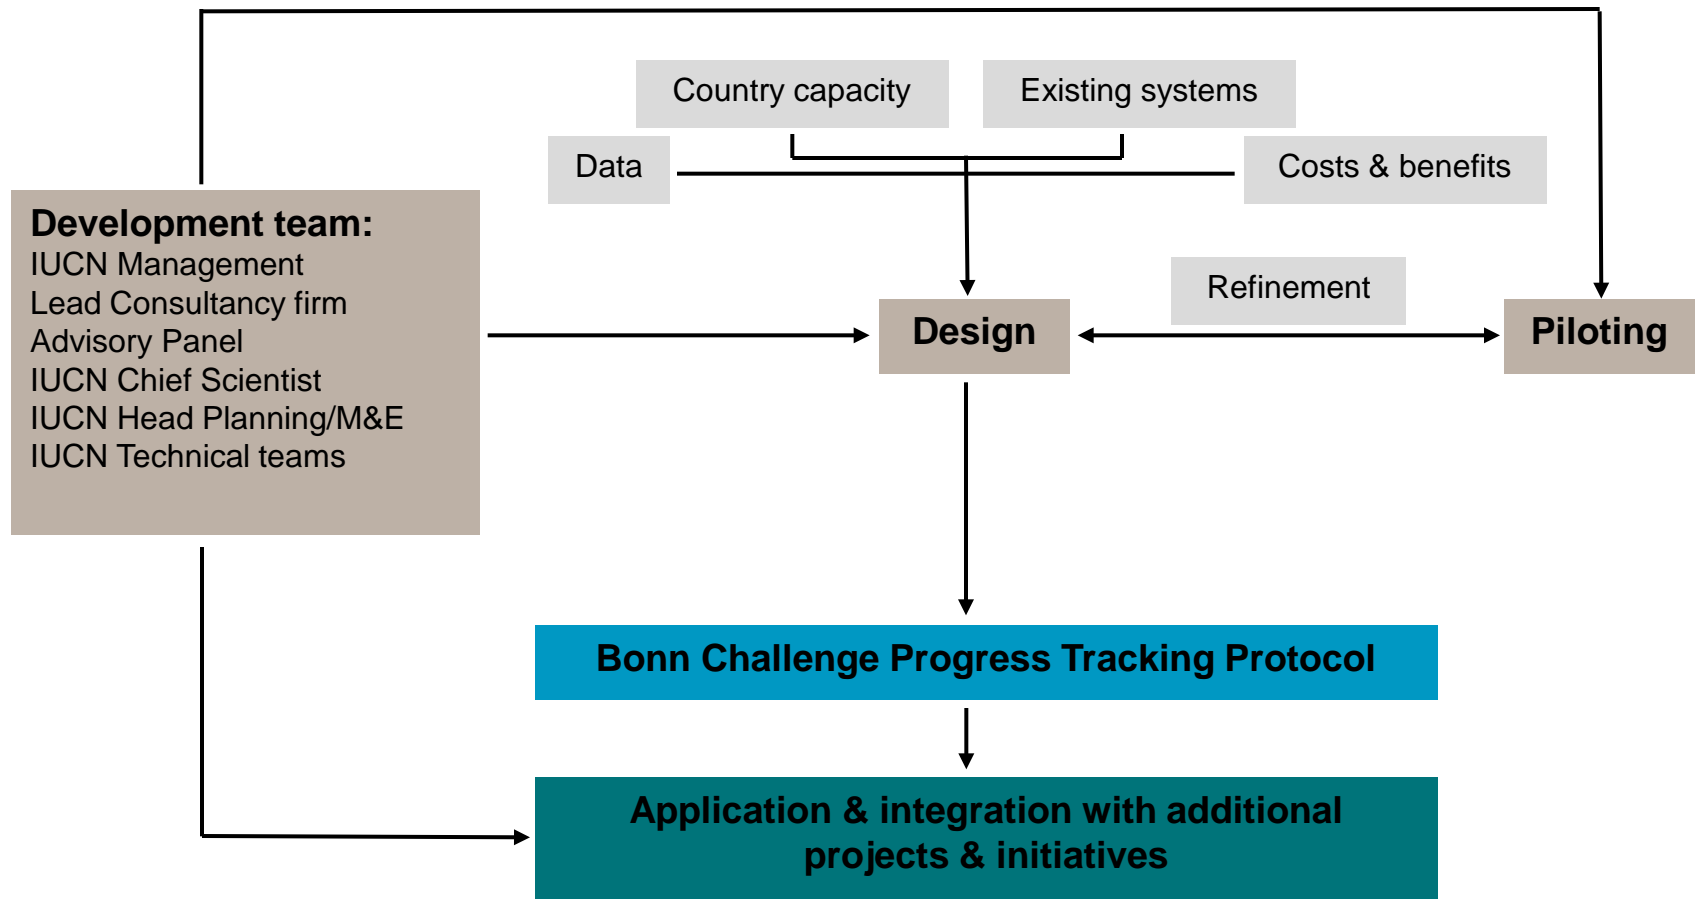 Country capacity
Existing systems
Data
Costs & benefits
Development team:
IUCN Management
Lead Consultancy firm
Advisory Panel
IUCN Chief Scientist
IUCN Head Planning/M&E
IUCN Technical teams
Refinement
Design
Piloting
Bonn Challenge Progress Tracking Protocol
Application & integration with additional
projects & initiatives